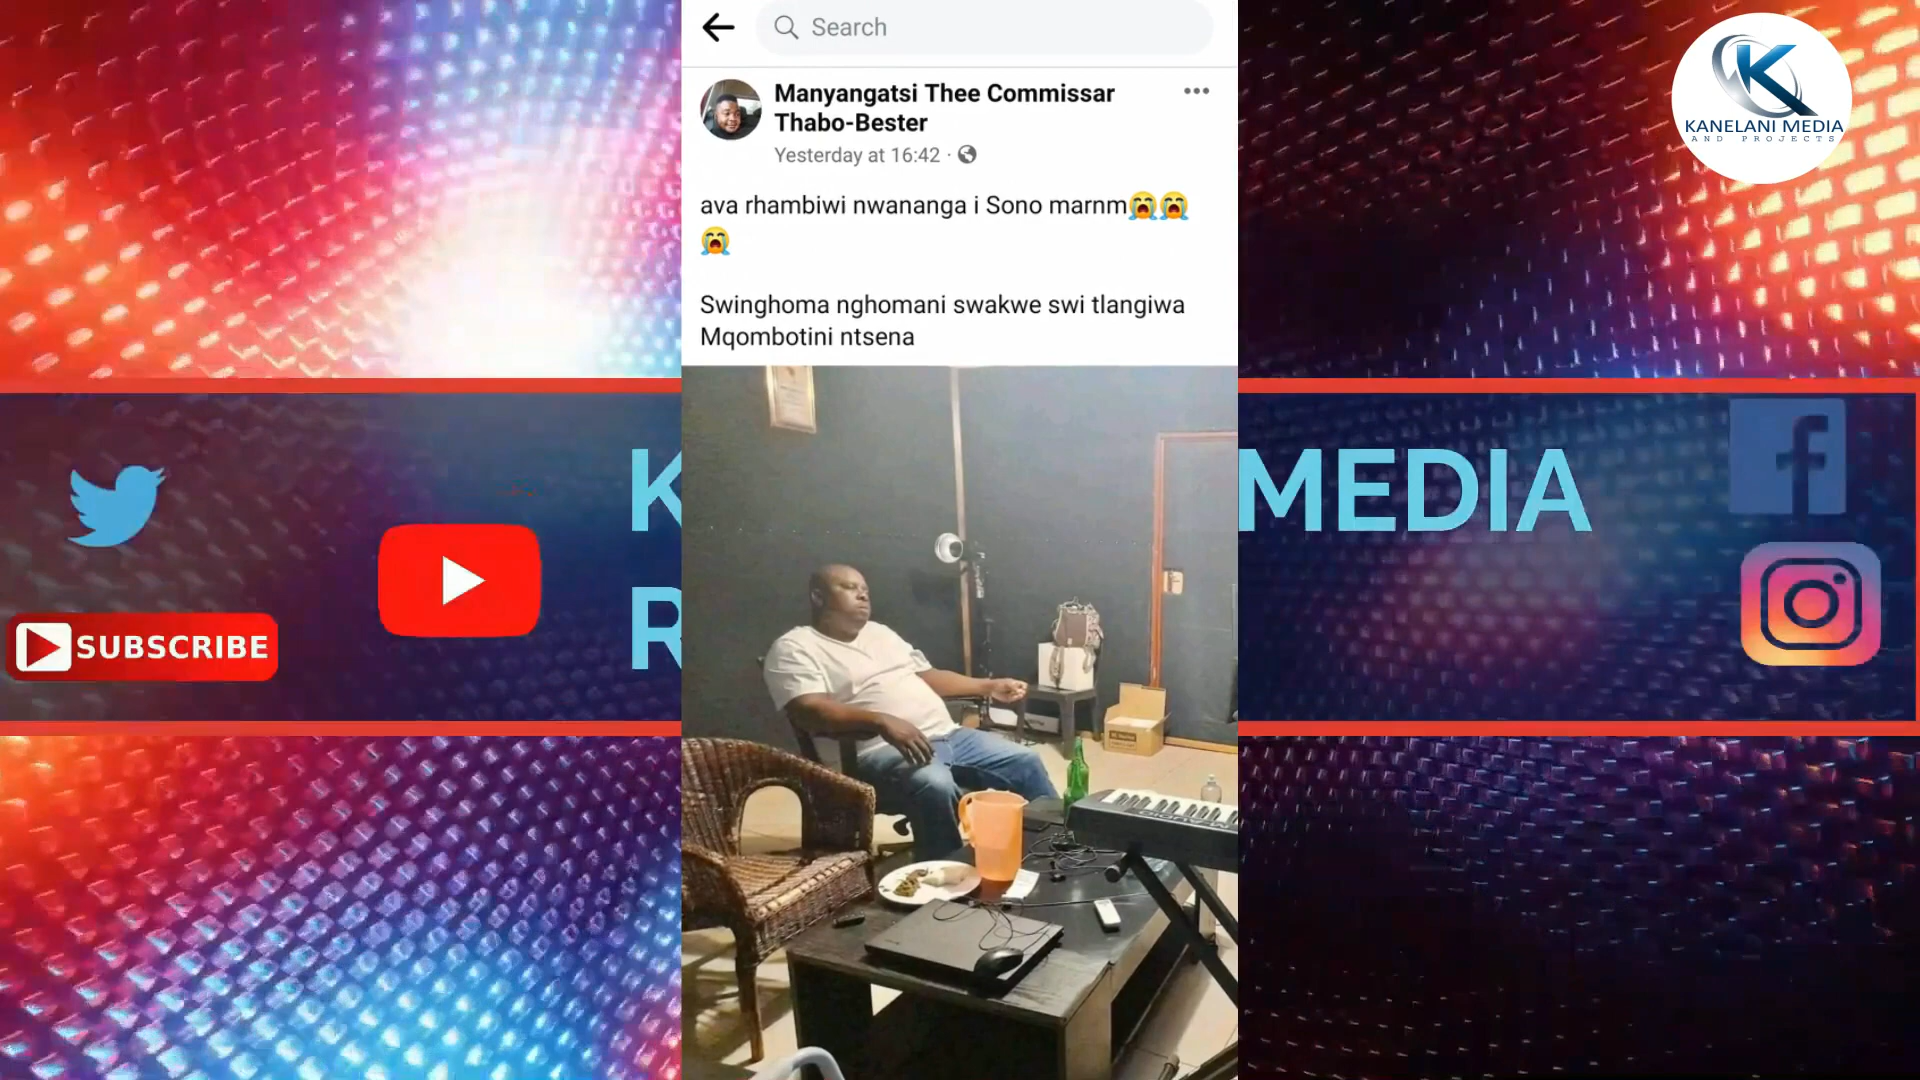 Search
Manyangatsi Thee Commissar
Thabo-Bester
Yesterday at 16:42 ·
ava rhambiwi nwananga i Sono marnm😭😭
😭
Swinghoma nghomani swakwe swi tlangiwa
Mqombotini ntsena
KANELANI MEDIA
AND PROJECTS
K
MEDIA
R
SUBSCRIBE
M-AUDIO